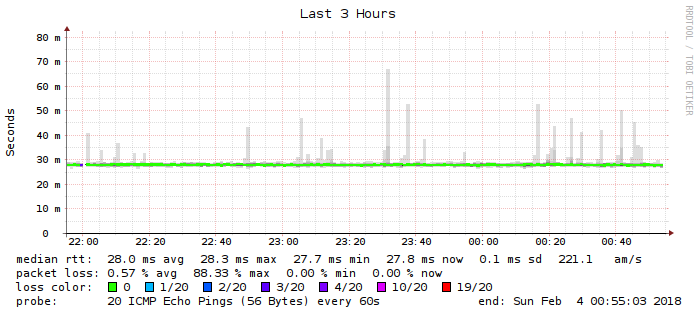 Last 3 Hours
RRDTOOL / TOBI OETIKER
Seconds
80 m
70 m
60 m
50 m
40 m
30 m
20 m
10 m
0
22:00 22:20 22:40 23:00 23:20 23:40 00:00 00:20 00:40
median rtt: 28.0 ms avg 28.3 ms max 27.7 ms min 27.8 ms now 0.1 ms sd 221.1 am/s
packet loss: 0.57 % avg 88.33 % max 0.00 % min 0.00 % now
loss color: 0 1/20 2/20 3/20 4/20 10/20 19/20
probe: 20 ICMP Echo Pings (56 Bytes) every 60s end: Sun Feb 4 00:55:03 2018